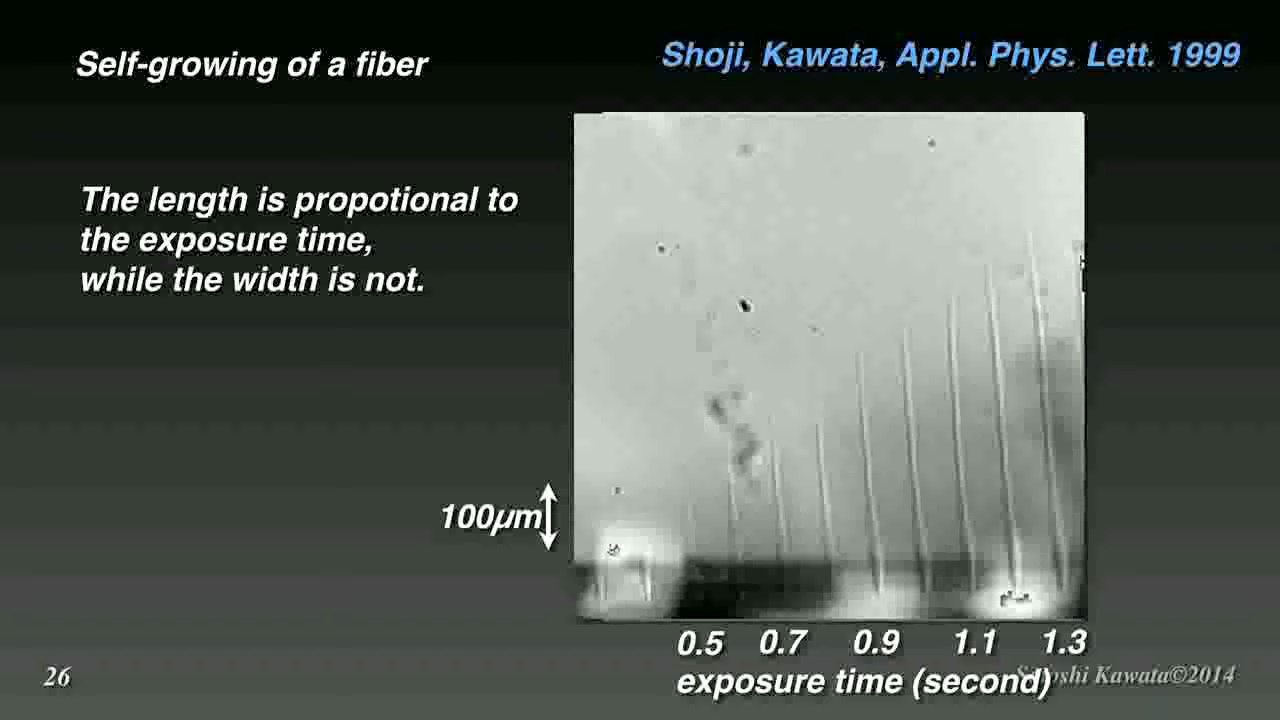 Self-growing of a fiber
Shoji, Kawata, Appl. Phys. Lett. 1999
The length is propotional to
the exposure time,
while the width is not.
100μm
0.5 0.7 0.9 1.1 1.3
exposure time (second)
26
Kawata©2014